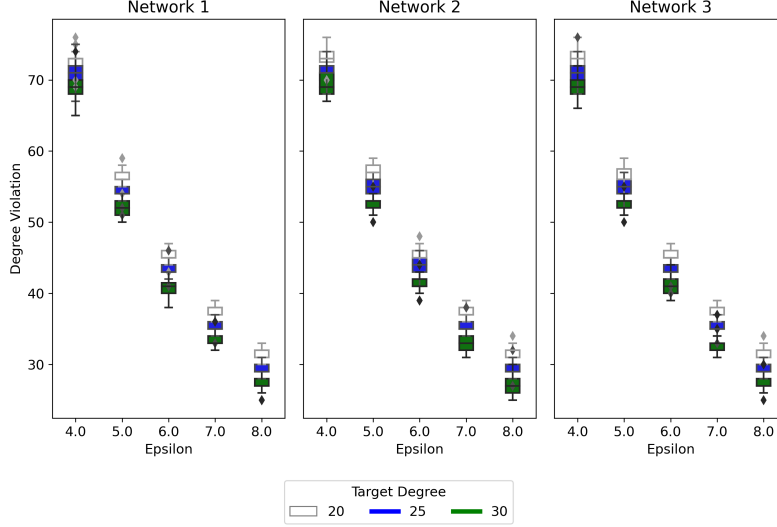 Network 1
Network 2
Network 3
Degree Violation
70
60
50
40
30
4.0 5.0 6.0 7.0 8.0
4.0 5.0 6.0 7.0 8.0
4.0 5.0 6.0 7.0 8.0
Epsilon
Epsilon
Epsilon
Target Degree
20 25 30